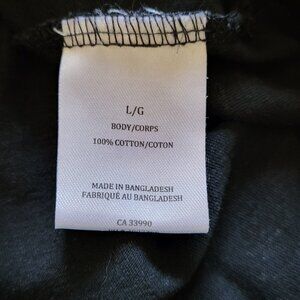 L/G
BODY/CORPS
100% COTTON/COTON
MADE IN BANGLADESH
FABRIQUÉ AU BANGLADESH
CA 33990